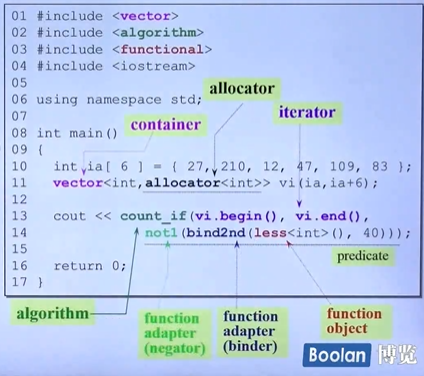 01 #include <vector>
02 #include <algorithm>
03 #include <functional>
04 #include <iostream>
05
allocator
06 using namespace std;
iterator
07
container
08 int main()
09 {
10 int ia[ 6 ] = { 27, 210, 12, 47, 109, 83 };
11 vector<int,allocator<int>> vi(ia,ia+6);
12
13 cout << count_if(vi.begin(), vi.end(),
14 not1(bind2nd(less<int>(), 40)));
15
predicate
16 return 0;
17 }
algorithm
function
adapter
(negator)
function
adapter
(binder)
function
object
Boolan 博览